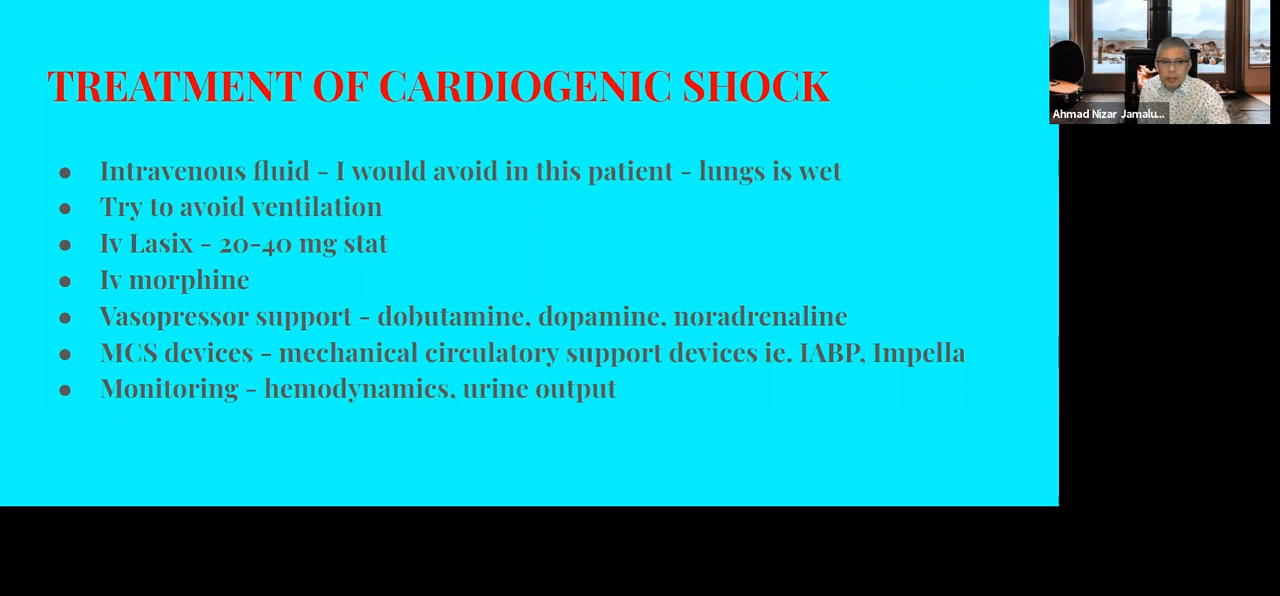 TREATMENT OF CARDIOGENIC SHOCK
● Intravenous fluid - I would avoid in this patient - lungs is wet
● Try to avoid ventilation
● Iv Lasix - 20-40 mg stat
● Iv morphine
● Vasopressor support - dobutamine, dopamine, noradrenaline
● MCS devices - mechanical circulatory support devices ie. IABP, Impella
● Monitoring - hemodynamics, urine output
Ahmad Nizar Jamalu...